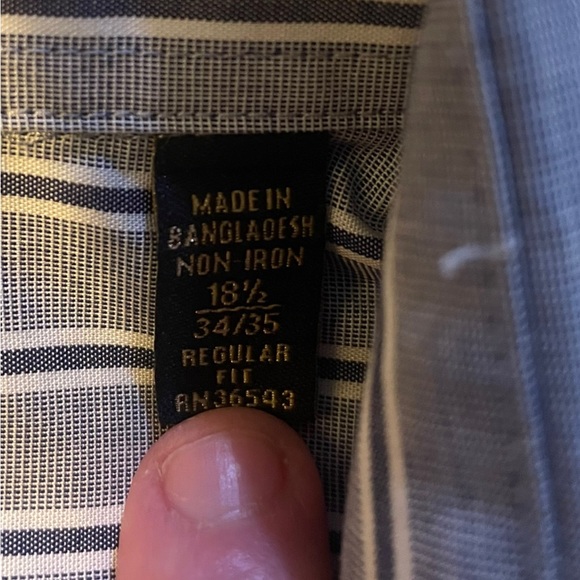 MADE IN
BANGLADESH
NON-IRON
18½
34/35
REGULAR
FIT
RN36543